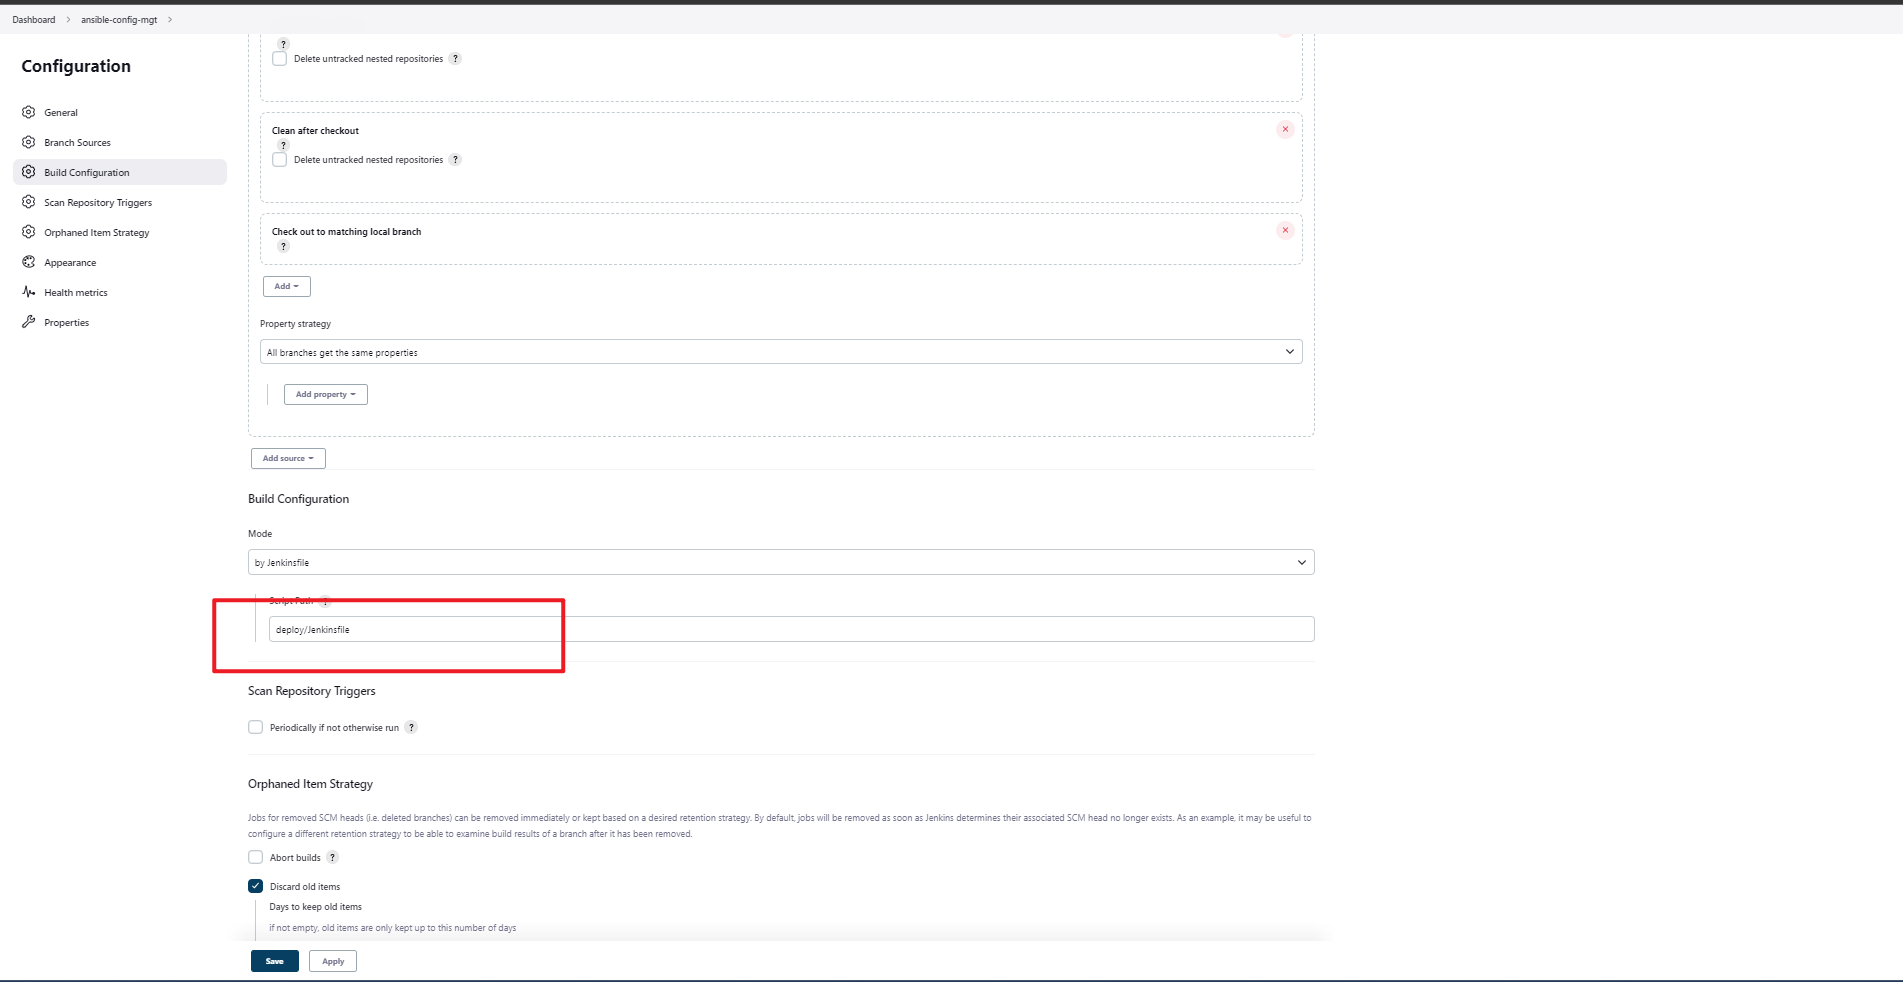 Dashboard > ansible-config-mgt >
Configuration
General
Branch Sources
Build Configuration
Scan Repository Triggers
Orphaned Item Strategy
Appearance
Health metrics
Properties
?
Delete untracked nested repositories ?
Clean after checkout
?
Delete untracked nested repositories ?
Check out to matching local branch
?
Add
Property strategy
All branches get the same properties
Add property
Add source
Build Configuration
Mode
by Jenkinsfile
Script Path ?
deploy/Jenkinsfile
Scan Repository Triggers
Periodically if not otherwise run ?
Orphaned Item Strategy
Jobs for removed SCM heads (i.e. deleted branches) can be removed immediately or kept based on a desired retention strategy. By default, jobs will be removed as soon as Jenkins determines their associated SCM head no longer exists. As an example, it may be useful to
configure a different retention strategy to be able to examine build results of a branch after it has been removed.
Abort builds ?
Discard old items
Days to keep old items
if not empty, old items are only kept up to this number of days
Save Apply